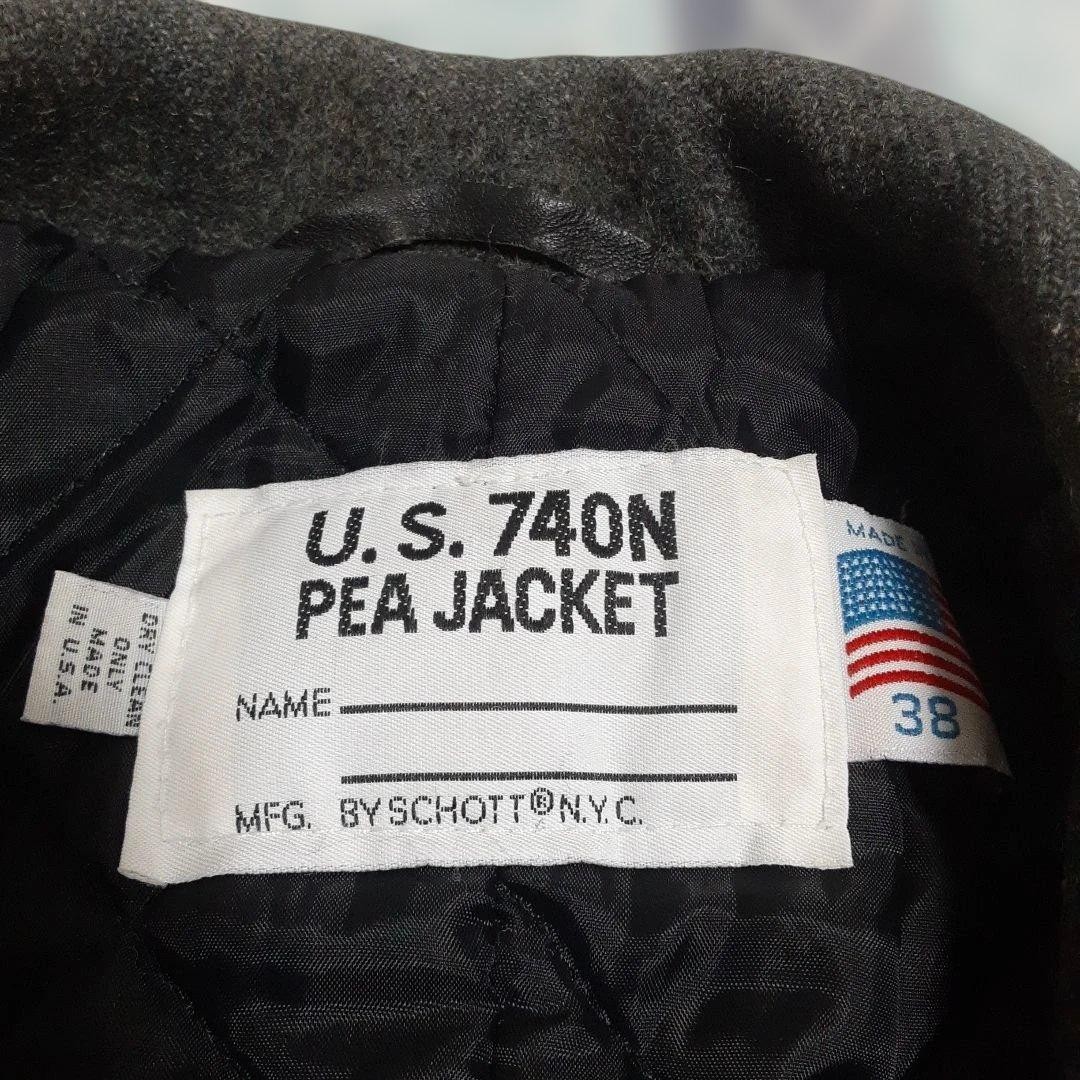 U.S. 740N
PEA JACKET
NAME
MFG. BY SCHOTT® N.Y.C.
DRY CLEAN
ONLY
MADE
IN U.S.A.
MADE
38